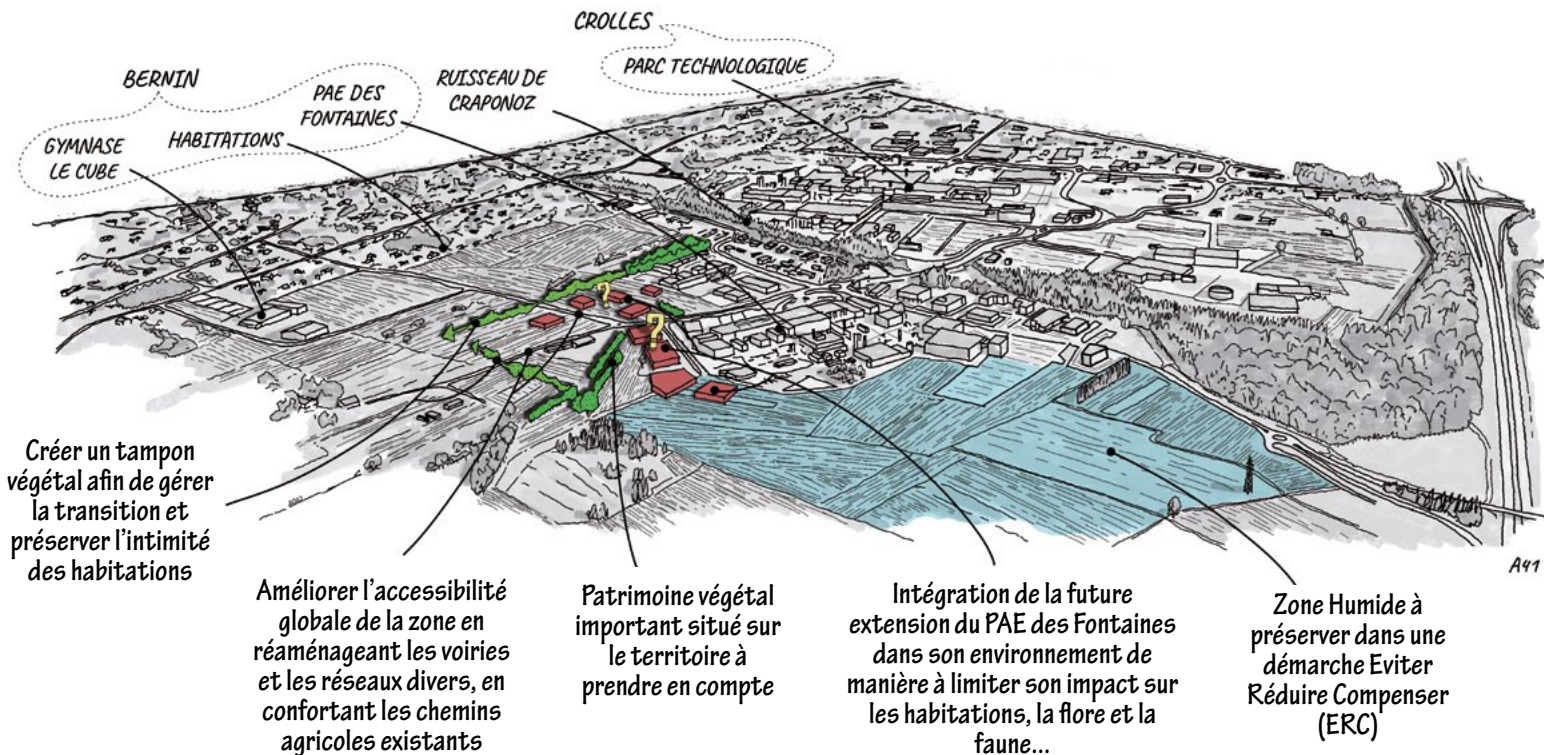 CROLLES
PARC TECHNOLOGIQUE
BERNIN
PAE DES
FONTAINES
RUISSEAU DE
CRAPONOZ
HABITATIONS
GYMNASE
LE CUBE
?
?
A41
Créer un tampon
végétal afin de gérer
la transition et
préserver l'intimité
des habitations
Améliorer l'accessibilité
globale de la zone en
réaménageant les voiries
et les réseaux divers, en
confortant les chemins
agricoles existants
Patrimoine végétal
important situé sur
le territoire à
prendre en compte
Intégration de la future
extension du PAE des Fontaines
dans son environnement de
manière à limiter son impact sur
les habitations, la flore et la
faune...
Zone Humide à
préserver dans une
démarche Eviter
Réduire Compenser
(ERC)